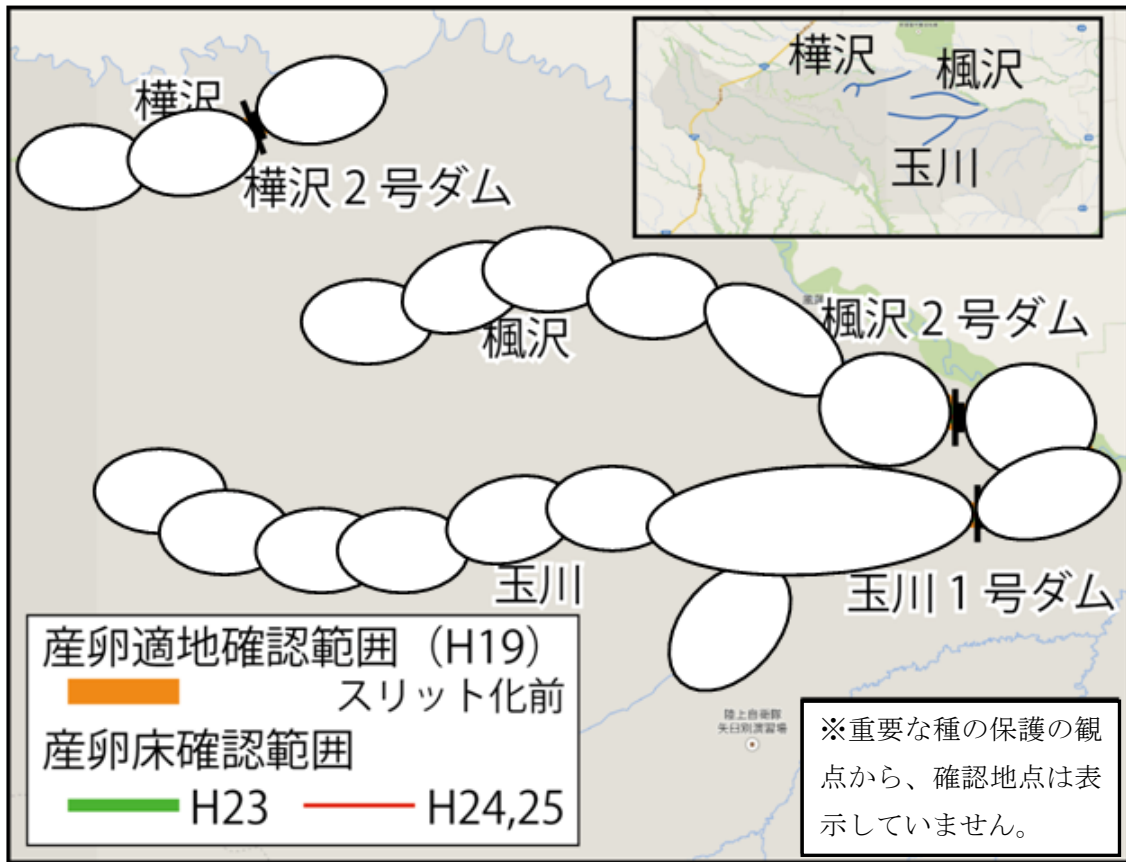 樺沢
楓沢
玉川
樺沢
樺沢 2 号ダム
楓沢 2 号ダム
楓沢
玉川
玉川 1 号ダム
産卵適地確認範囲（H19）
スリット化前
産卵床確認範囲
H23
H24,25
陸上自衛隊
矢臼別演習場
※重要な種の保護の観
点から、確認地点は表
示していません。